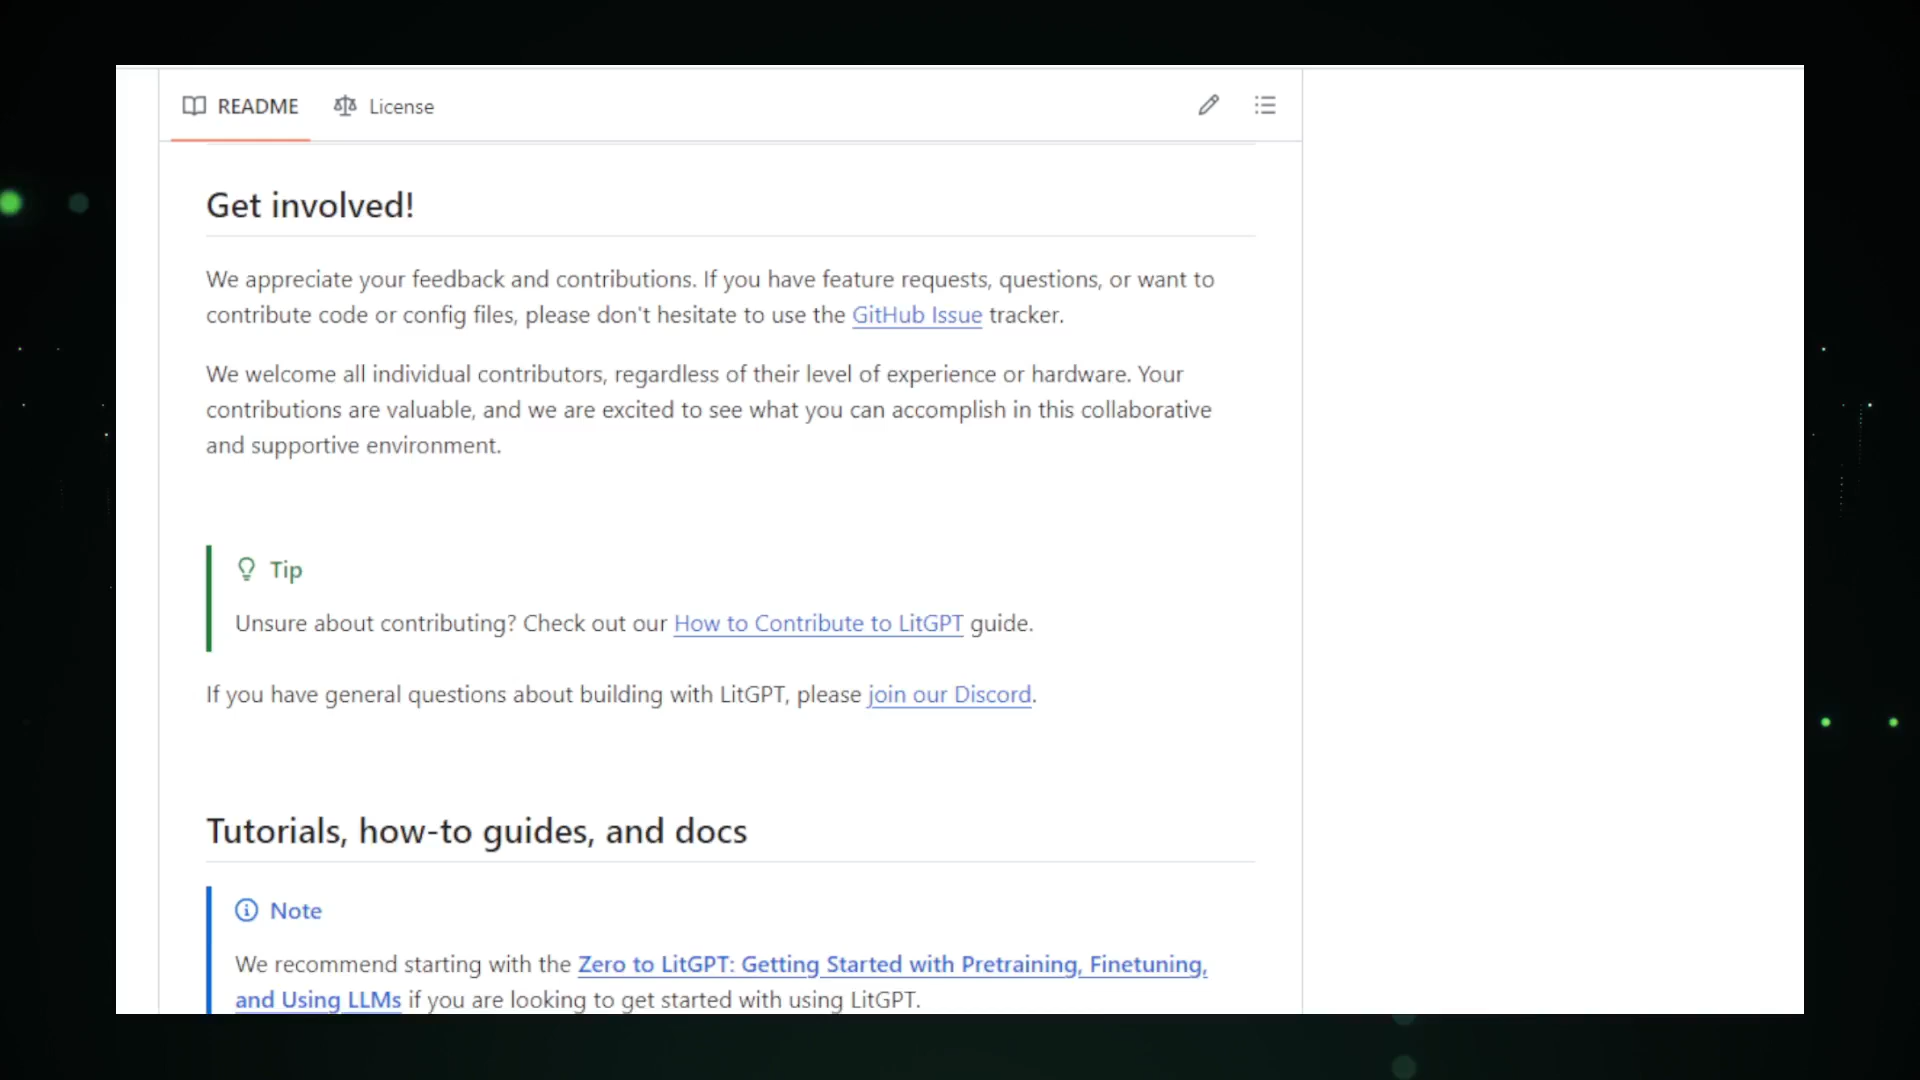 README License
Get involved!
We appreciate your feedback and contributions. If you have feature requests, questions, or want to
contribute code or config files, please don't hesitate to use the GitHub Issue tracker.
We welcome all individual contributors, regardless of their level of experience or hardware. Your
contributions are valuable, and we are excited to see what you can accomplish in this collaborative
and supportive environment.
Tip
Unsure about contributing? Check out our How to Contribute to LitGPT guide.
If you have general questions about building with LitGPT, please join our Discord.
Tutorials, how-to guides, and docs
Note
We recommend starting with the Zero to LitGPT: Getting Started with Pretraining, Finetuning,
and Using LLMs if you are looking to get started with using LitGPT.